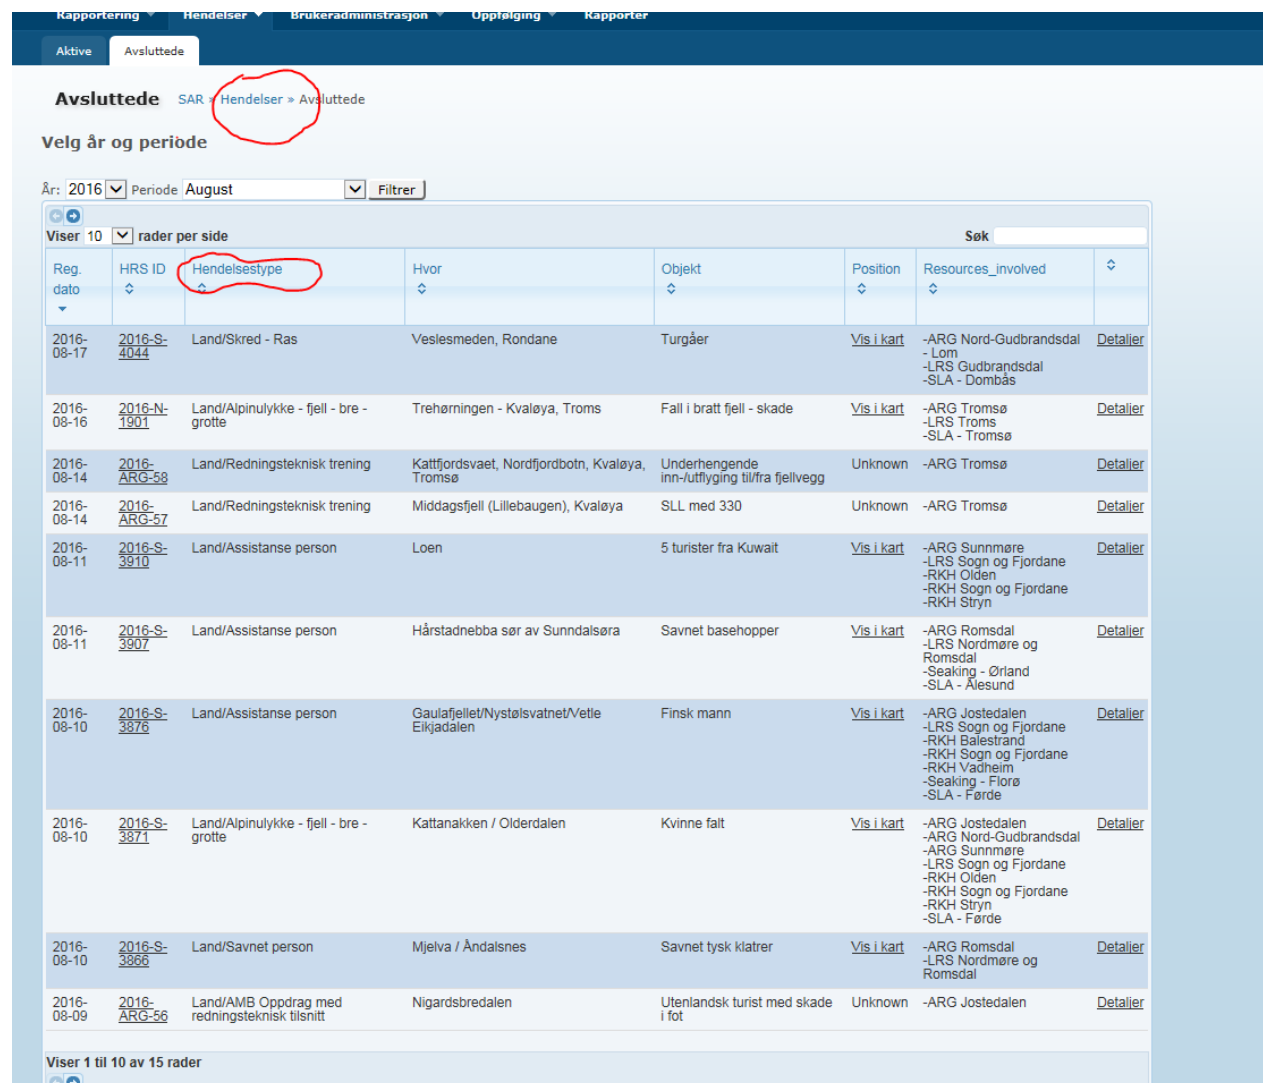 Rapportering Hendelser Brukeradministrasjon Oppfølging Rapporter
Aktive Avsluttede
Avsluttede SAR » Hendelser » Avsluttede
Velg år og periode
År: 2016 Periode August Filtrer
Viser 10 rader per side Søk
Reg. HRS ID Hendelsestype Hvor Objekt Position Resources_involved
dato
2016- 2016-S- Land/Skred - Ras Veslesmeden, Rondane Turgåer Vis i kart -ARG Nord-Gudbrandsdal Detaljer
08-17 4044 - Lom
-LRS Gudbrandsdal
-SLA - Dombås
2016- 2016-N- Land/Alpinulykke - fjell - bre - Trehørningen - Kvaløya, Troms Fall i bratt fjell - skade Vis i kart -ARG Tromsø Detaljer
08-16 1901 grotte -LRS Troms
-SLA - Tromsø
2016- 2016- Land/Redningsteknisk trening Kattfjordsvaet, Nordfjordbotn, Kvaløya, Underhengende Unknown -ARG Tromsø Detaljer
08-14 ARG-58 Tromsø inn-/utflyging til/fra fjellvegg
2016- 2016- Land/Redningsteknisk trening Middagsfjell (Lillebaugen), Kvaløya SLL med 330 Unknown -ARG Tromsø Detaljer
08-14 ARG-57
2016- 2016-S- Land/Assistanse person Loen 5 turister fra Kuwait Vis i kart -ARG Sunnmøre Detaljer
08-11 3910 -LRS Sogn og Fjordane
-RKH Olden
-RKH Sogn og Fjordane
-RKH Stryn
2016- 2016-S- Land/Assistanse person Hårstadnebba sør av Sunndalsøra Savnet basehopper Vis i kart -ARG Romsdal Detaljer
08-11 3907 -LRS Nordmøre og
Romsdal
-Seaking - Ørland
-SLA - Ålesund
2016- 2016-S- Land/Assistanse person Gaulafjellet/Nystølsvatnet/Vetle Finsk mann Vis i kart -ARG Jostedalen Detaljer
08-10 3876 Eikjadalen -LRS Sogn og Fjordane
-RKH Balestrand
-RKH Sogn og Fjordane
-RKH Vadheim
-Seaking - Florø
-SLA - Førde
2016- 2016-S- Land/Alpinulykke - fjell - bre - Kattanakken / Olderdalen Kvinne falt Vis i kart -ARG Jostedalen Detaljer
08-10 3871 grotte -ARG Nord-Gudbrandsdal
-ARG Sunnmøre
-LRS Sogn og Fjordane
-RKH Olden
-RKH Sogn og Fjordane
-RKH Stryn
-SLA - Førde
2016- 2016-S- Land/Savnet person Mjelva / Åndalsnes Savnet tysk klatrer Vis i kart -ARG Romsdal Detaljer
08-10 3866 -LRS Nordmøre og
Romsdal
2016- 2016- Land/AMB Oppdrag med Nigardsbredalen Utenlandsk turist med skade Unknown -ARG Jostedalen Detaljer
08-09 ARG-56 redningsteknisk tilsnitt i fot
Viser 1 til 10 av 15 rader